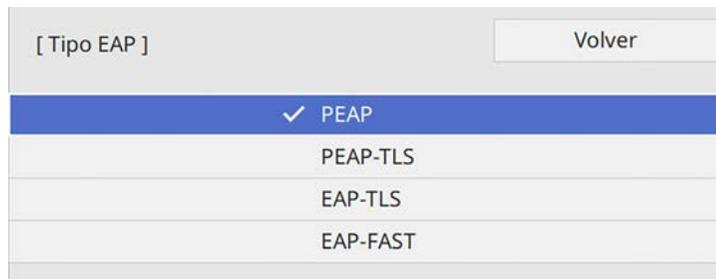 [ Tipo EAP ]
Volver
PEAP
PEAP-TLS
EAP-TLS
EAP-FAST